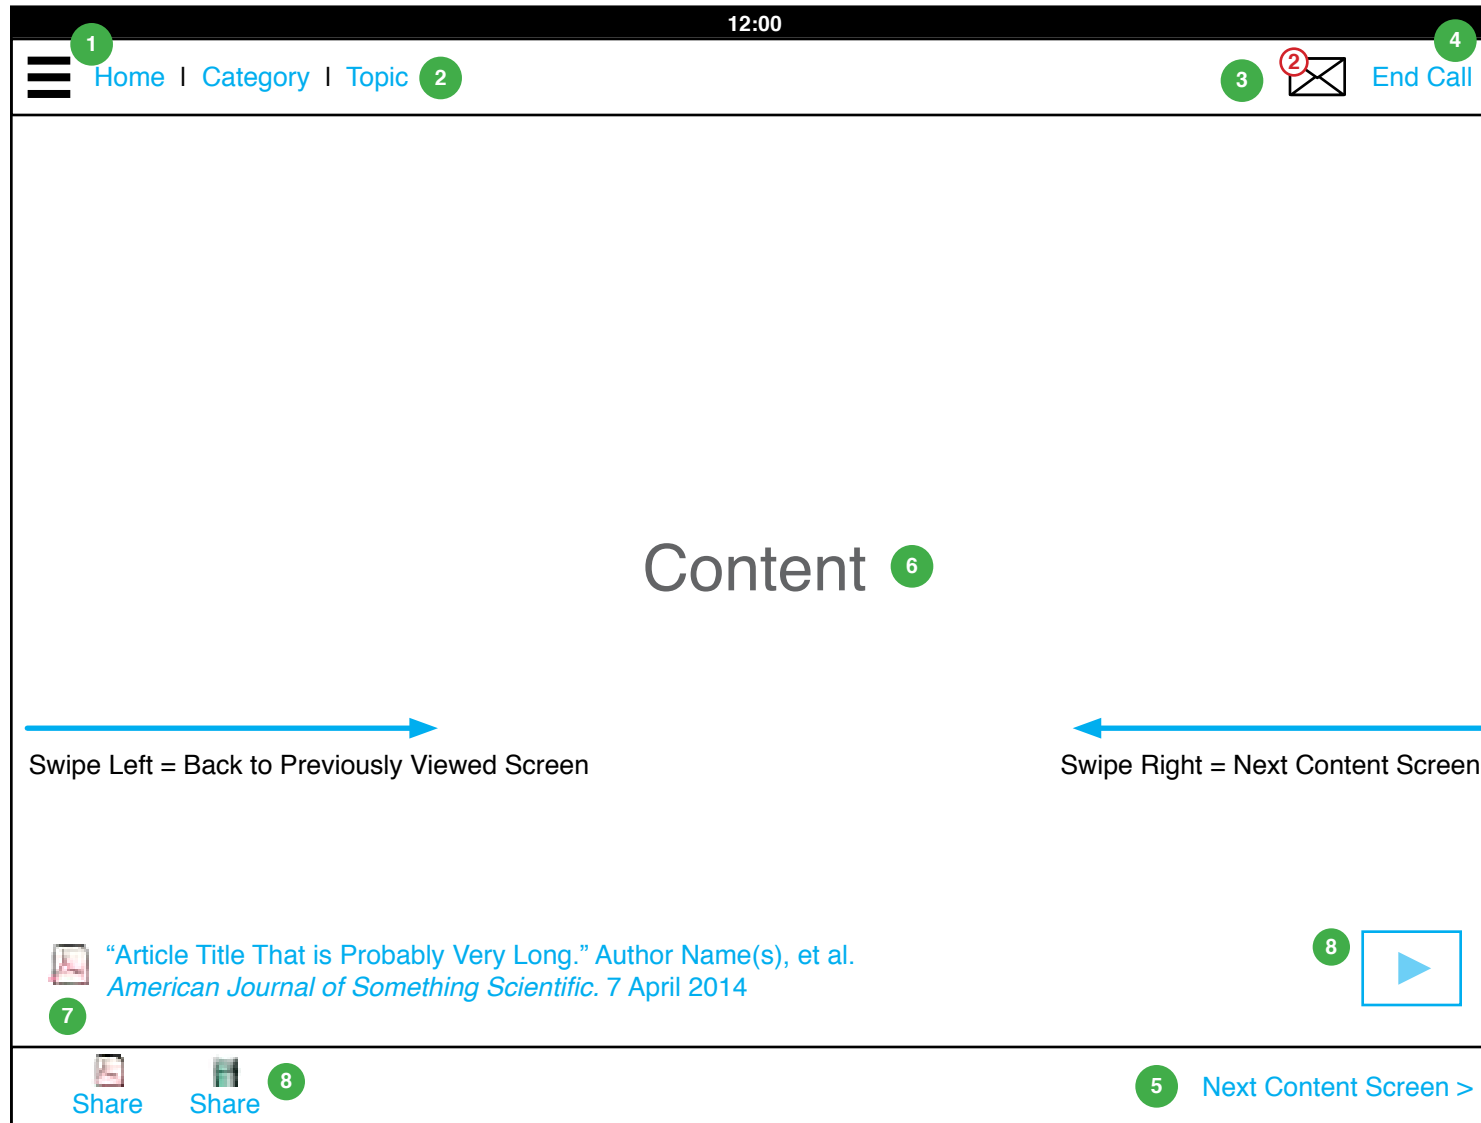 12:00
1
Home | Category | Topic 2
3 2 End Call 4
Content 6
Swipe Left = Back to Previously Viewed Screen
Swipe Right = Next Content Screen
“Article Title That is Probably Very Long.” Author Name(s), et al.
American Journal of Something Scientific. 7 April 2014
7
8
Share Share 8
5 Next Content Screen >